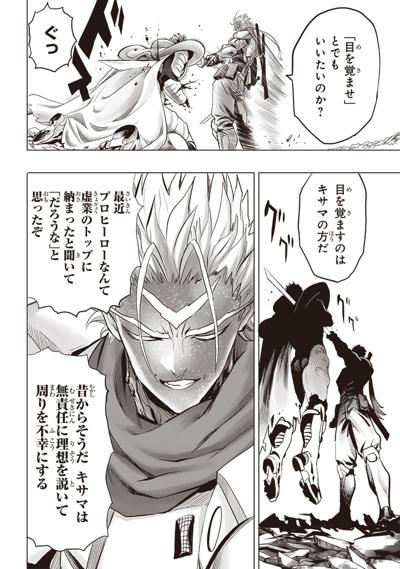 「目を覚ませ」
とでも
いいたいのか？
ぐっ
目を覚ますのは
キサマの方だ
最近
プロヒーローなんて
虚業のトップに
納まったと聞いて
「だろうな」と
思ったぞ
昔からそうだ キサマは
無責任に理想を説いて
周りを不幸にする